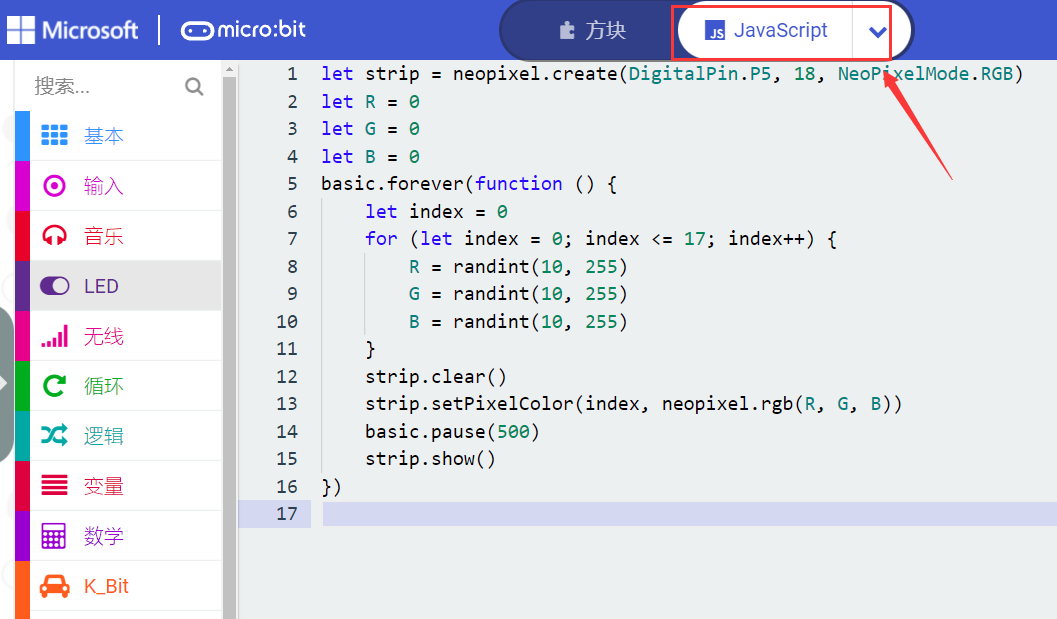 Microsoft micro:bit 方块 JS JavaScript
搜索...
基本
输入
音乐
LED
无线
循环
逻辑
变量
数学
K_Bit
1 let strip = neopixel.create(DigitalPin.P5, 18, NeoPixelMode.RGB)
2 let R = 0
3 let G = 0
4 let B = 0
5 basic.forever(function () {
6     let index = 0
7     for (let index = 0; index <= 17; index++) {
8         R = randint(10, 255)
9         G = randint(10, 255)
10         B = randint(10, 255)
11     }
12     strip.clear()
13     strip.setPixelColor(index, neopixel.rgb(R, G, B))
14     basic.pause(500)
15     strip.show()
16 })
17